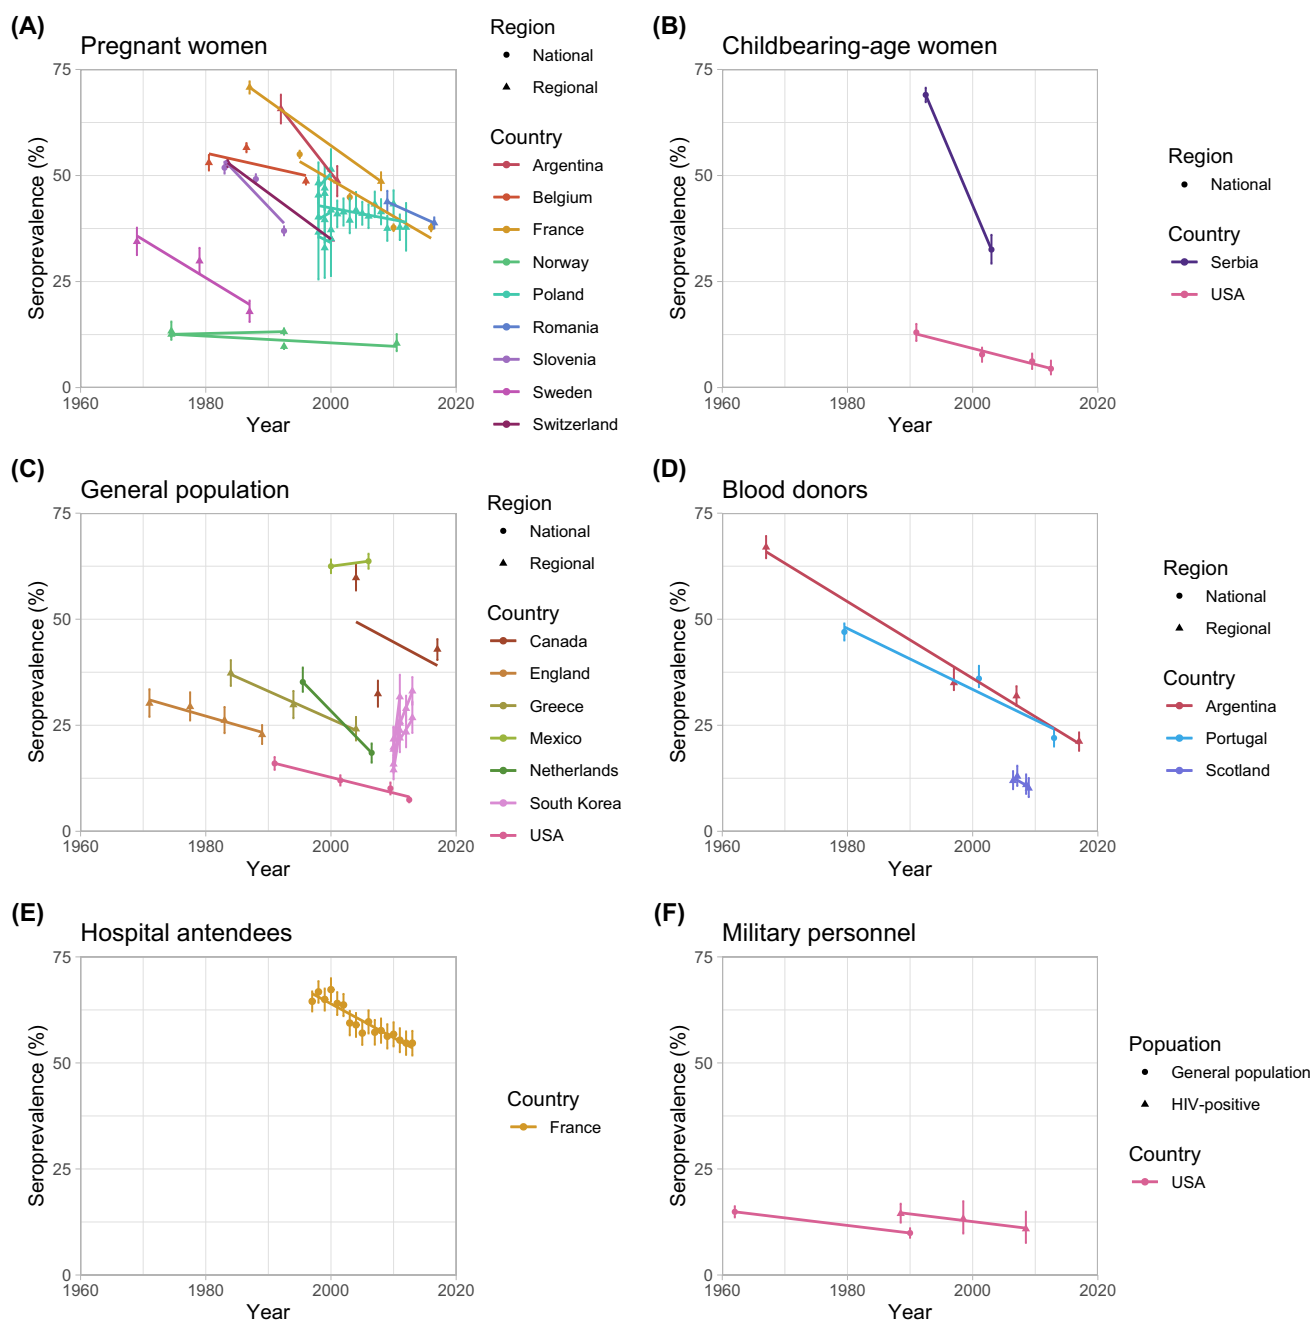 (A)
Pregnant women
75
50
25
0
1960
1980
2000
2020
Seroprevalence (%)
Year
Region
National
Regional
Country
Argentina
Belgium
France
Norway
Poland
Romania
Slovenia
Sweden
Switzerland
(B)
Childbearing-age women
75
50
25
0
1960
1980
2000
2020
Seroprevalence (%)
Year
Region
National
Country
Serbia
USA
(C)
General population
75
50
25
0
1960
1980
2000
2020
Seroprevalence (%)
Year
Region
National
Regional
Country
Canada
England
Greece
Mexico
Netherlands
South Korea
USA
(D)
Blood donors
75
50
25
0
1960
1980
2000
2020
Seroprevalence (%)
Year
Region
National
Regional
Country
Argentina
Portugal
Scotland
(E)
Hospital antendees
75
50
25
0
1960
1980
2000
2020
Seroprevalence (%)
Year
Country
France
(F)
Military personnel
75
50
25
0
1960
1980
2000
2020
Seroprevalence (%)
Year
Popuation
General population
HIV-positive
Country
USA